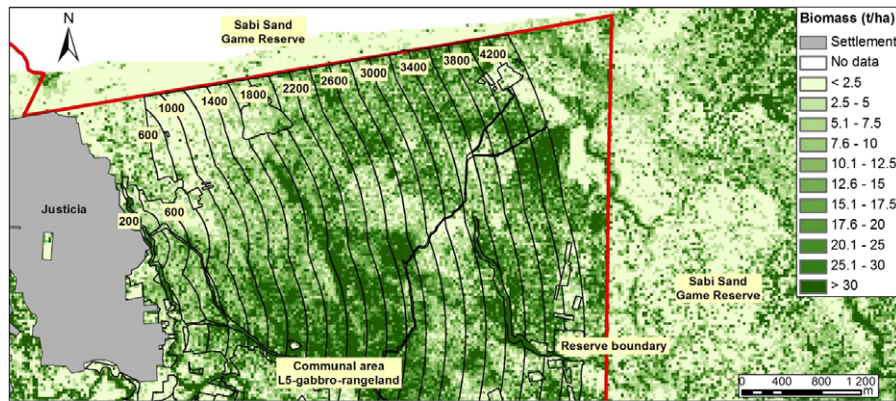 Sabi Sand
Game Reserve
N
Biomass (t/ha)
Settlement
No data
< 2.5
2.5 - 5
5.1 - 7.5
7.6 - 10
10.1 - 12.5
12.6 - 15
15.1 - 17.5
17.6 - 20
20.1 - 25
25.1 - 30
> 30
4200
3800
3400
3000
2600
2200
1800
1400
1000
600
Justicia
200
600
Sabi Sand
Game Reserve
Reserve boundary
Communal area
L5-gabbro-rangeland
0 400 800 1 200
m